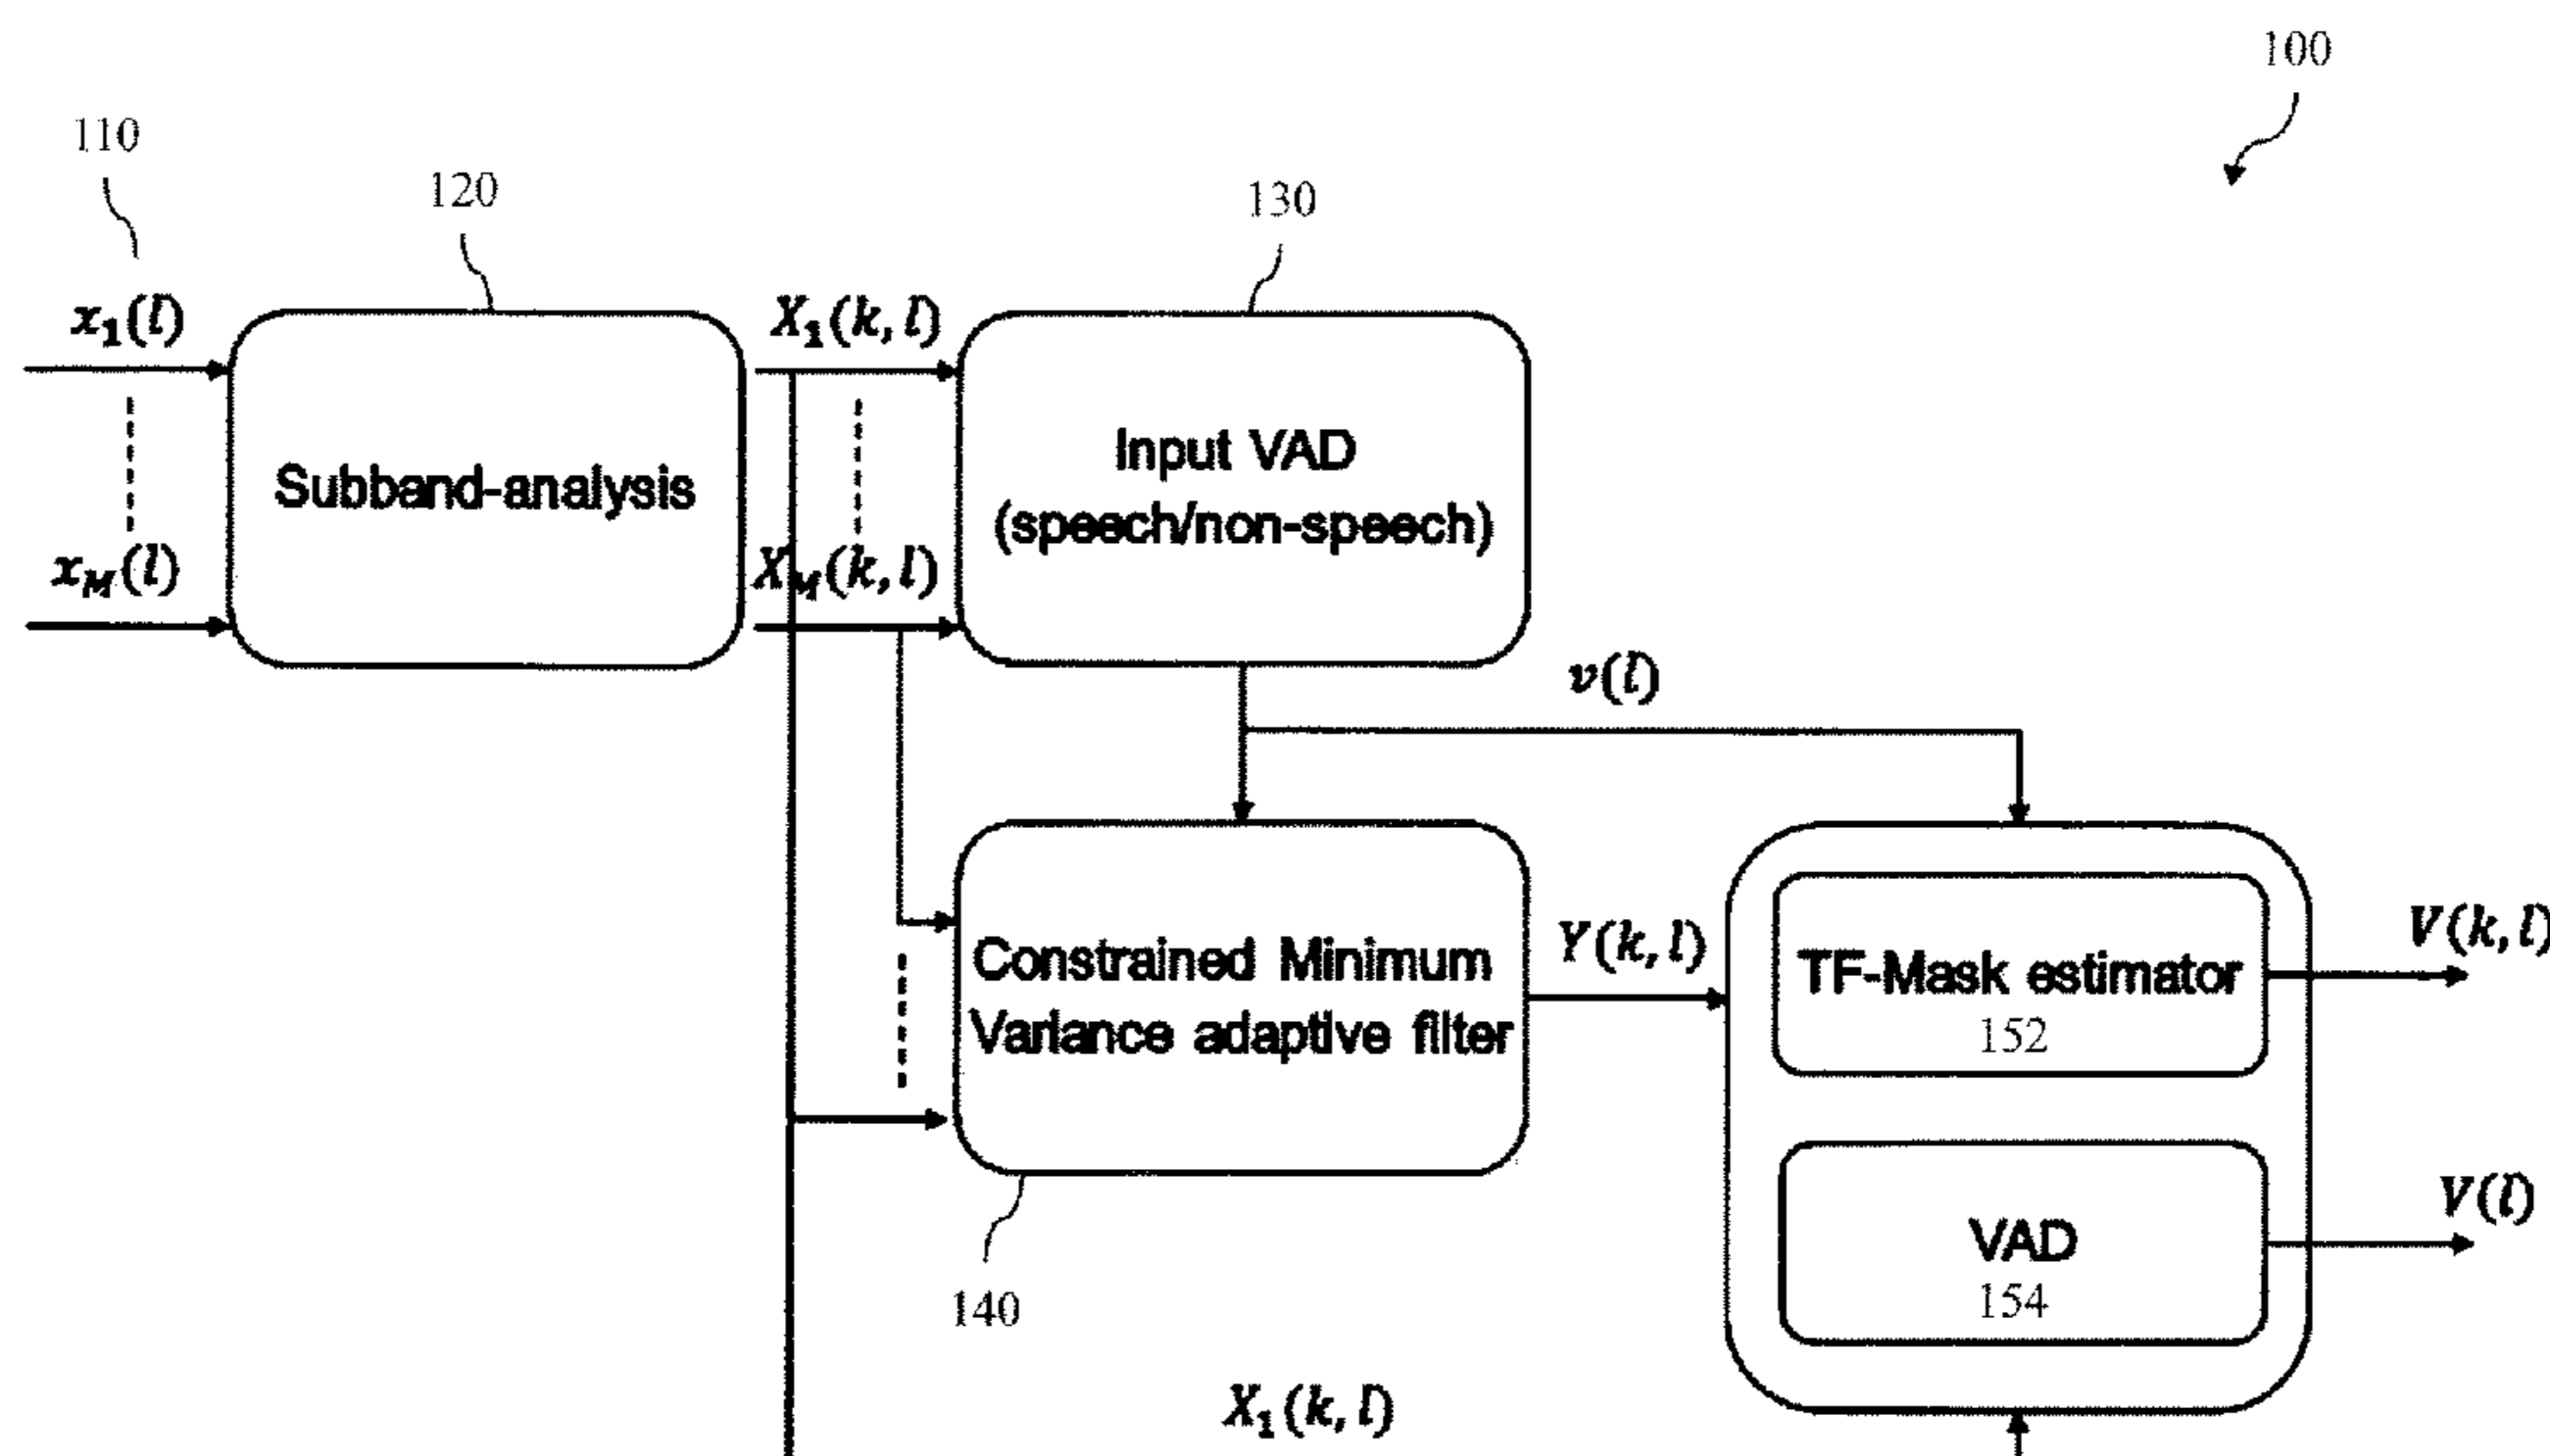 100
110
120
130
x₁(l)
X₁(k, l)
Input VAD
(speech/non-speech)
Subband-analysis
x_M(l)
X_M(k, l)
v(l)
Constrained Minimum
Variance adaptive filter
Y(k, l)
TF-Mask estimator
152
V(k, l)
VAD
154
V(l)
140
X₁(k, l)